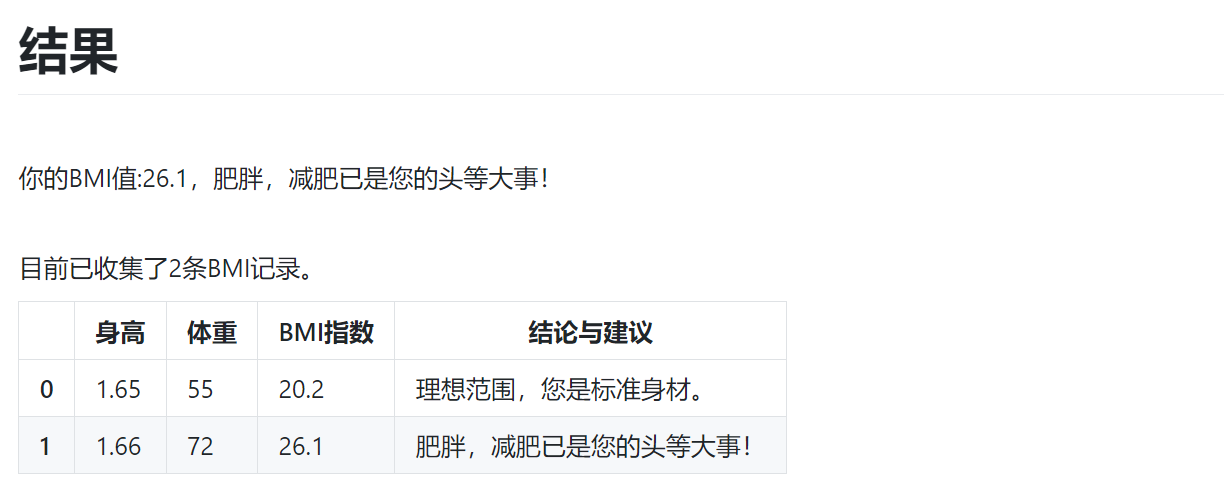 结果
你的BMI值:26.1，肥胖，减肥已是您的头等大事！
目前已收集了2条BMI记录。
身高 体重 BMI指数 结论与建议
0 1.65 55 20.2 理想范围，您是标准身材。
1 1.66 72 26.1 肥胖，减肥已是您的头等大事！